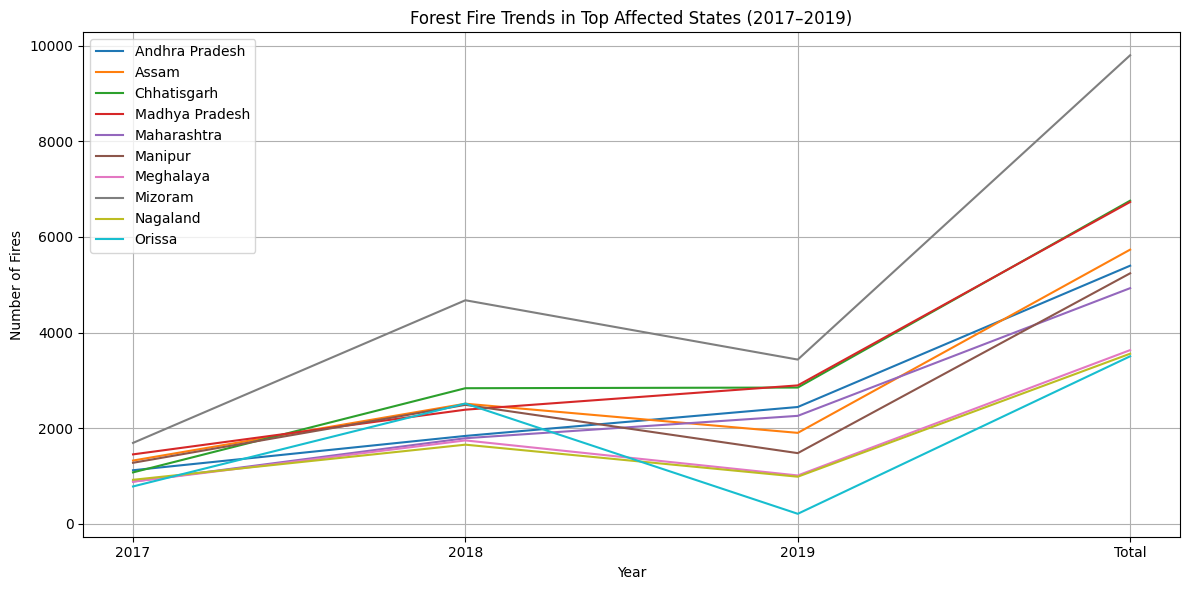 Forest Fire Trends in Top Affected States (2017–2019)
Number of Fires
10000
8000
6000
4000
2000
0
Andhra Pradesh
Assam
Chhatisgarh
Madhya Pradesh
Maharashtra
Manipur
Meghalaya
Mizoram
Nagaland
Orissa
2017 2018 2019 Total
Year